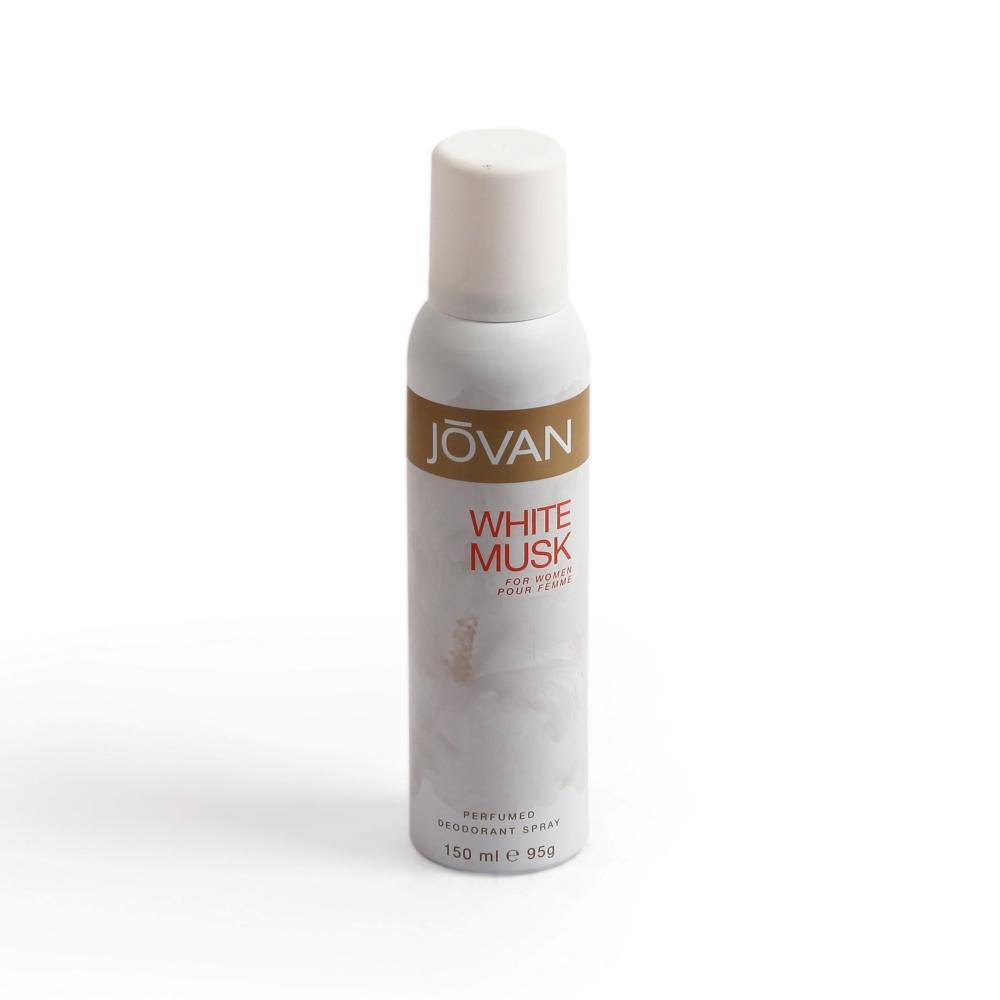 JŌVAN
WHITE
MUSK
FOR WOMEN
POUR FEMME
PERFUMED
DEODORANT SPRAY
150 ml ℮ 95g